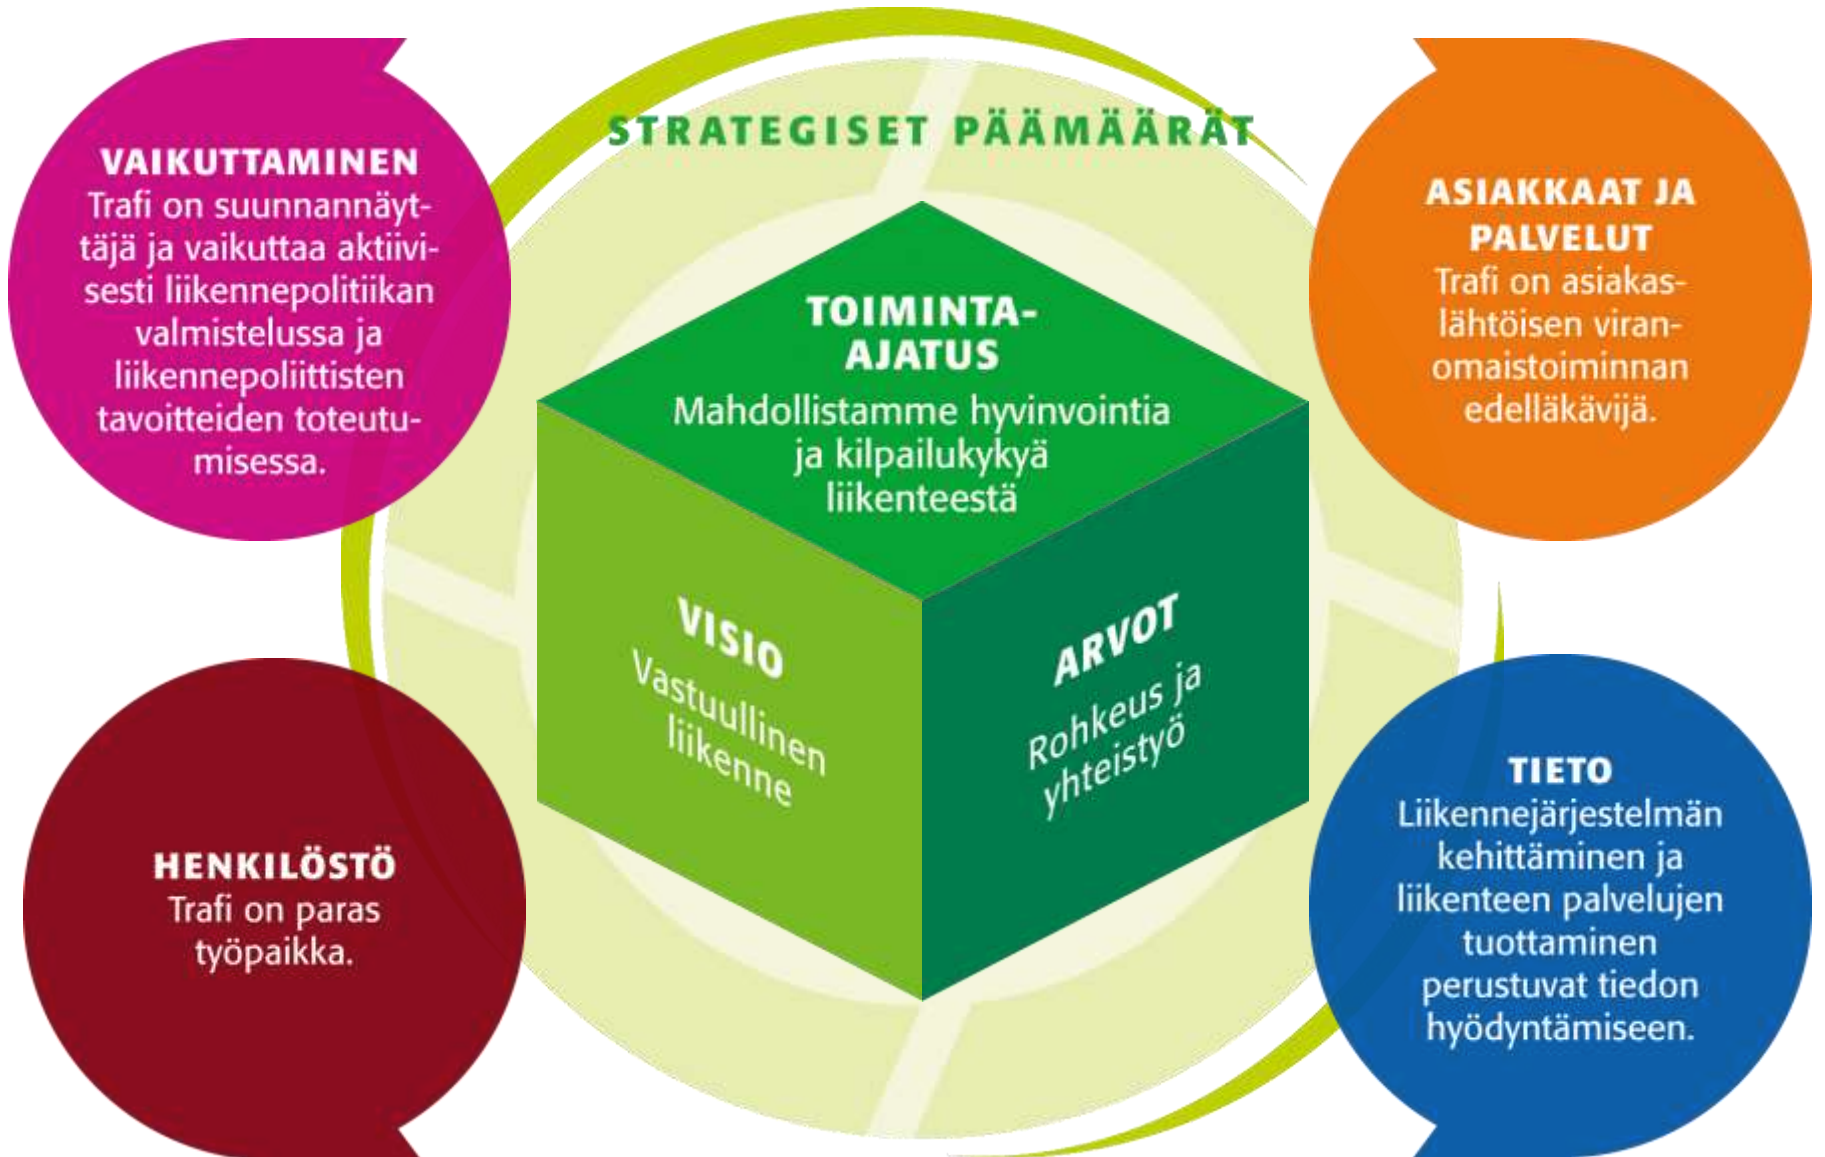 STRATEGISET PÄÄMÄÄRÄT
VAIKUTTAMINEN
Trafi on suunnannäyt-
täjä ja vaikuttaa aktiivi-
sesti liikennepolitiikan
valmistelussa ja
liikennepoliittisten
tavoitteiden toteutu-
misessa.
ASIAKKAAT JA
PALVELUT
Trafi on asiakas-
lähtöisen viran-
omaistoiminnan
edelläkävijä.
TOIMINTA-
AJATUS
Mahdollistamme hyvinvointia
ja kilpailukykyä
liikenteestä
VISIO
Vastuullinen
liikenne
ARVOT
Rohkeus ja
yhteistyö
HENKILÖSTÖ
Trafi on paras
työpaikka.
TIETO
Liikennejärjestelmän
kehittäminen ja
liikenteen palvelujen
tuottaminen
perustuvat tiedon
hyödyntämiseen.